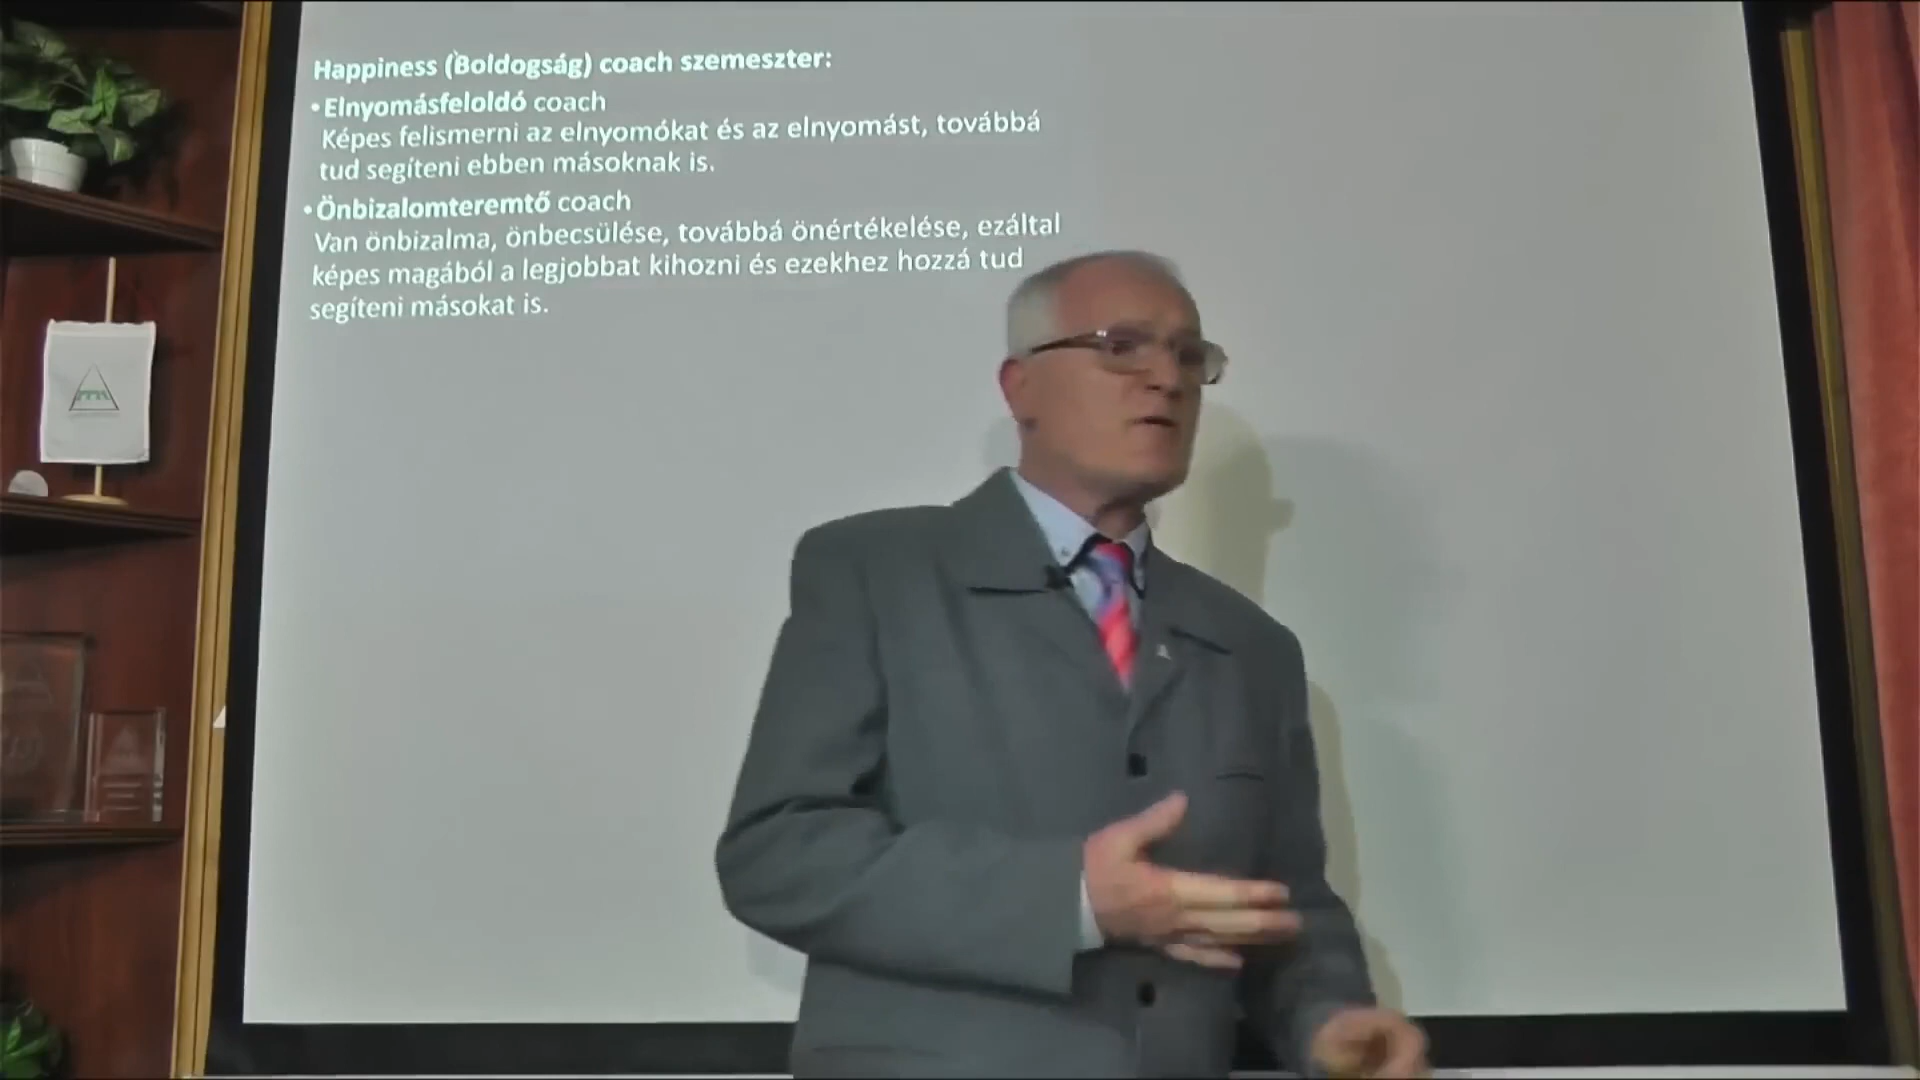 Happiness (Boldogság) coach szemeszter:
• Elnyomásfeloldó coach
Képes felismerni az elnyomókat és az elnyomást, továbbá
tud segíteni ebben másoknak is.
• Önbizalomteremtő coach
Van önbizalma, önbecsülése, továbbá önértékelése, ezáltal
képes magából a legjobbat kihozni és ezekhez hozzá tud
segíteni másokat is.